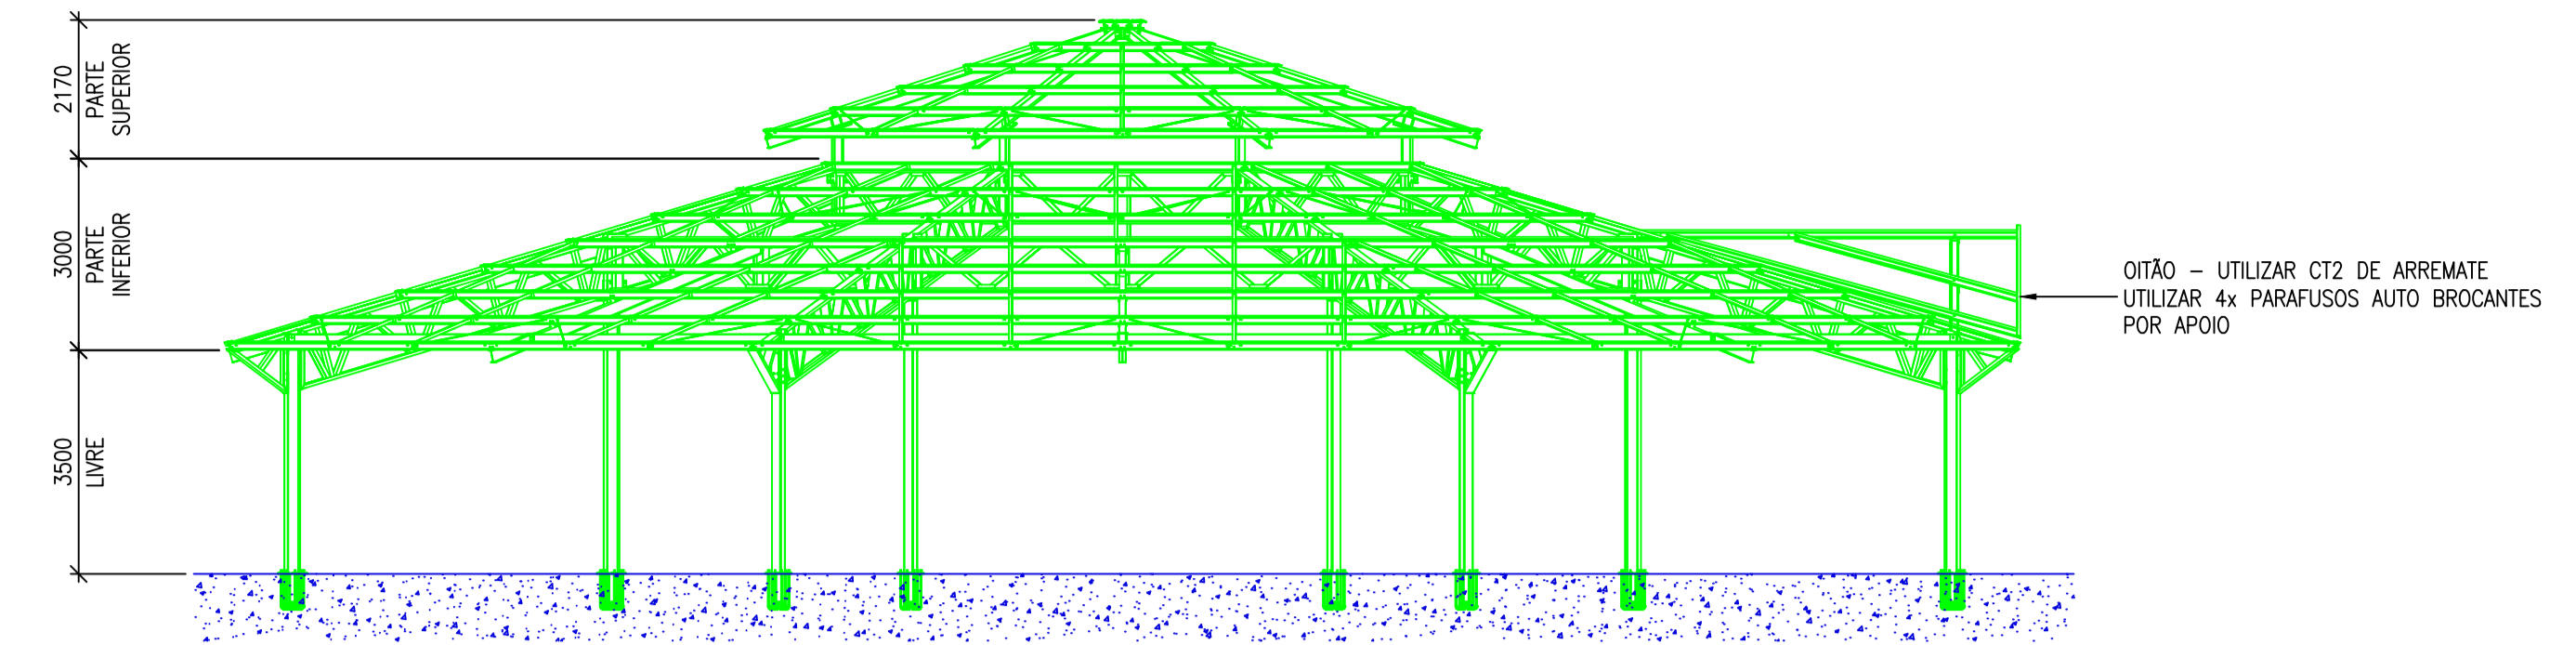 2170
PARTE
SUPERIOR
3000
PARTE
INFERIOR
3500
LIVRE
OITÃO – UTILIZAR CT2 DE ARREMATE
UTILIZAR 4x PARAFUSOS AUTO BROCANTES
POR APOIO